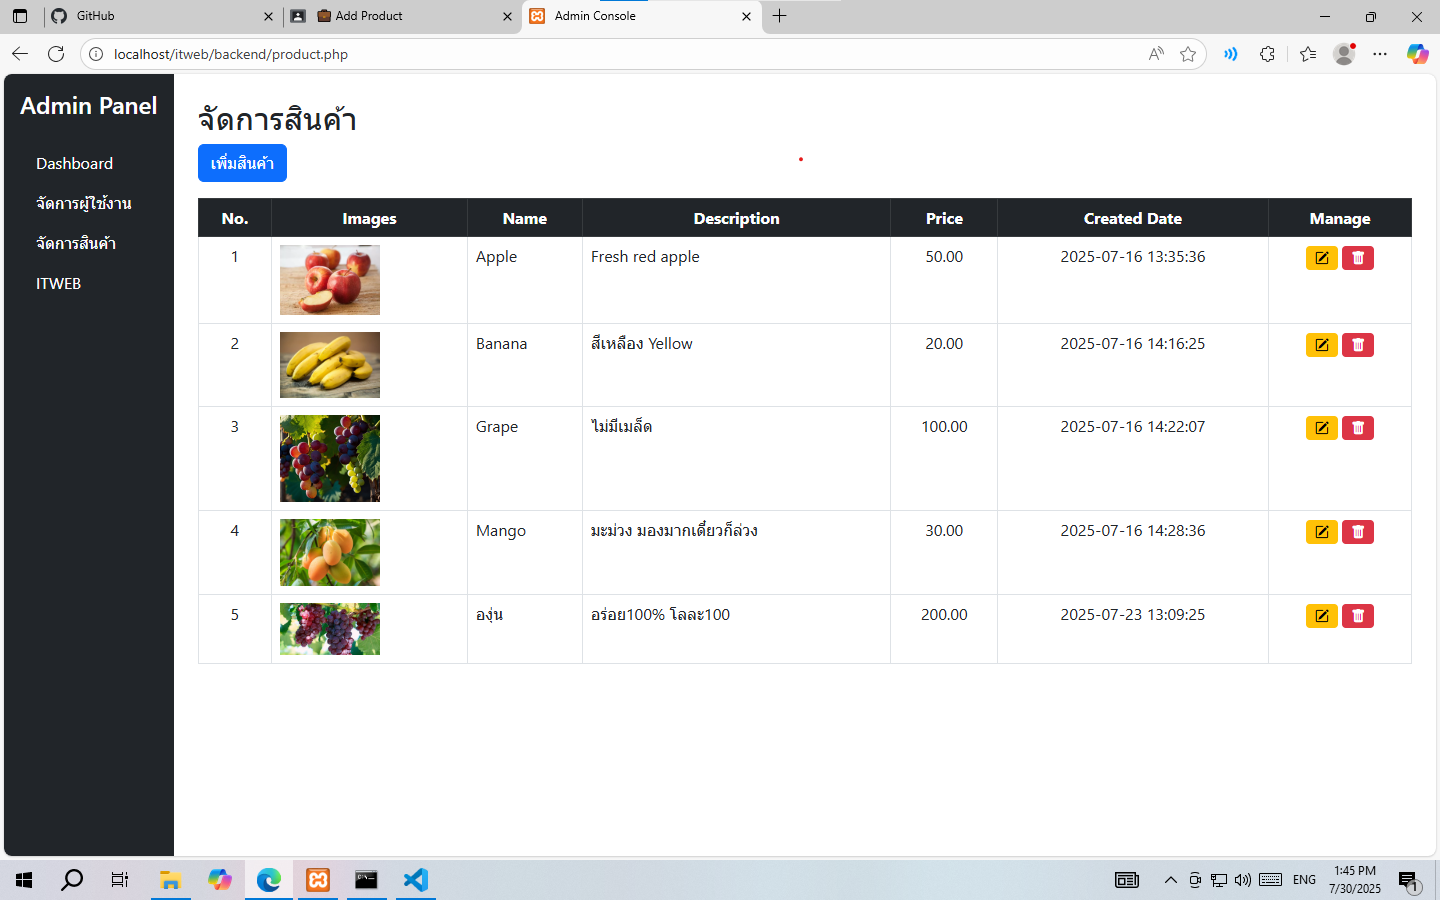 GitHub
Add Product
Admin Console
localhost/itweb/backend/product.php
Admin Panel
Dashboard
จัดการผู้ใช้งาน
จัดการสินค้า
ITWEB
จัดการสินค้า
เพิ่มสินค้า
No. Images Name Description Price Created Date Manage
1 Apple Fresh red apple 50.00 2025-07-16 13:35:36
2 Banana สีเหลือง Yellow 20.00 2025-07-16 14:16:25
3 Grape ไม่มีเมล็ด 100.00 2025-07-16 14:22:07
4 Mango มะม่วง มองมากเดี๋ยวก็ล่วง 30.00 2025-07-16 14:28:36
5 องุ่น อร่อย100% โลละ100 200.00 2025-07-23 13:09:25
ENG
1:45 PM
7/30/2025
1